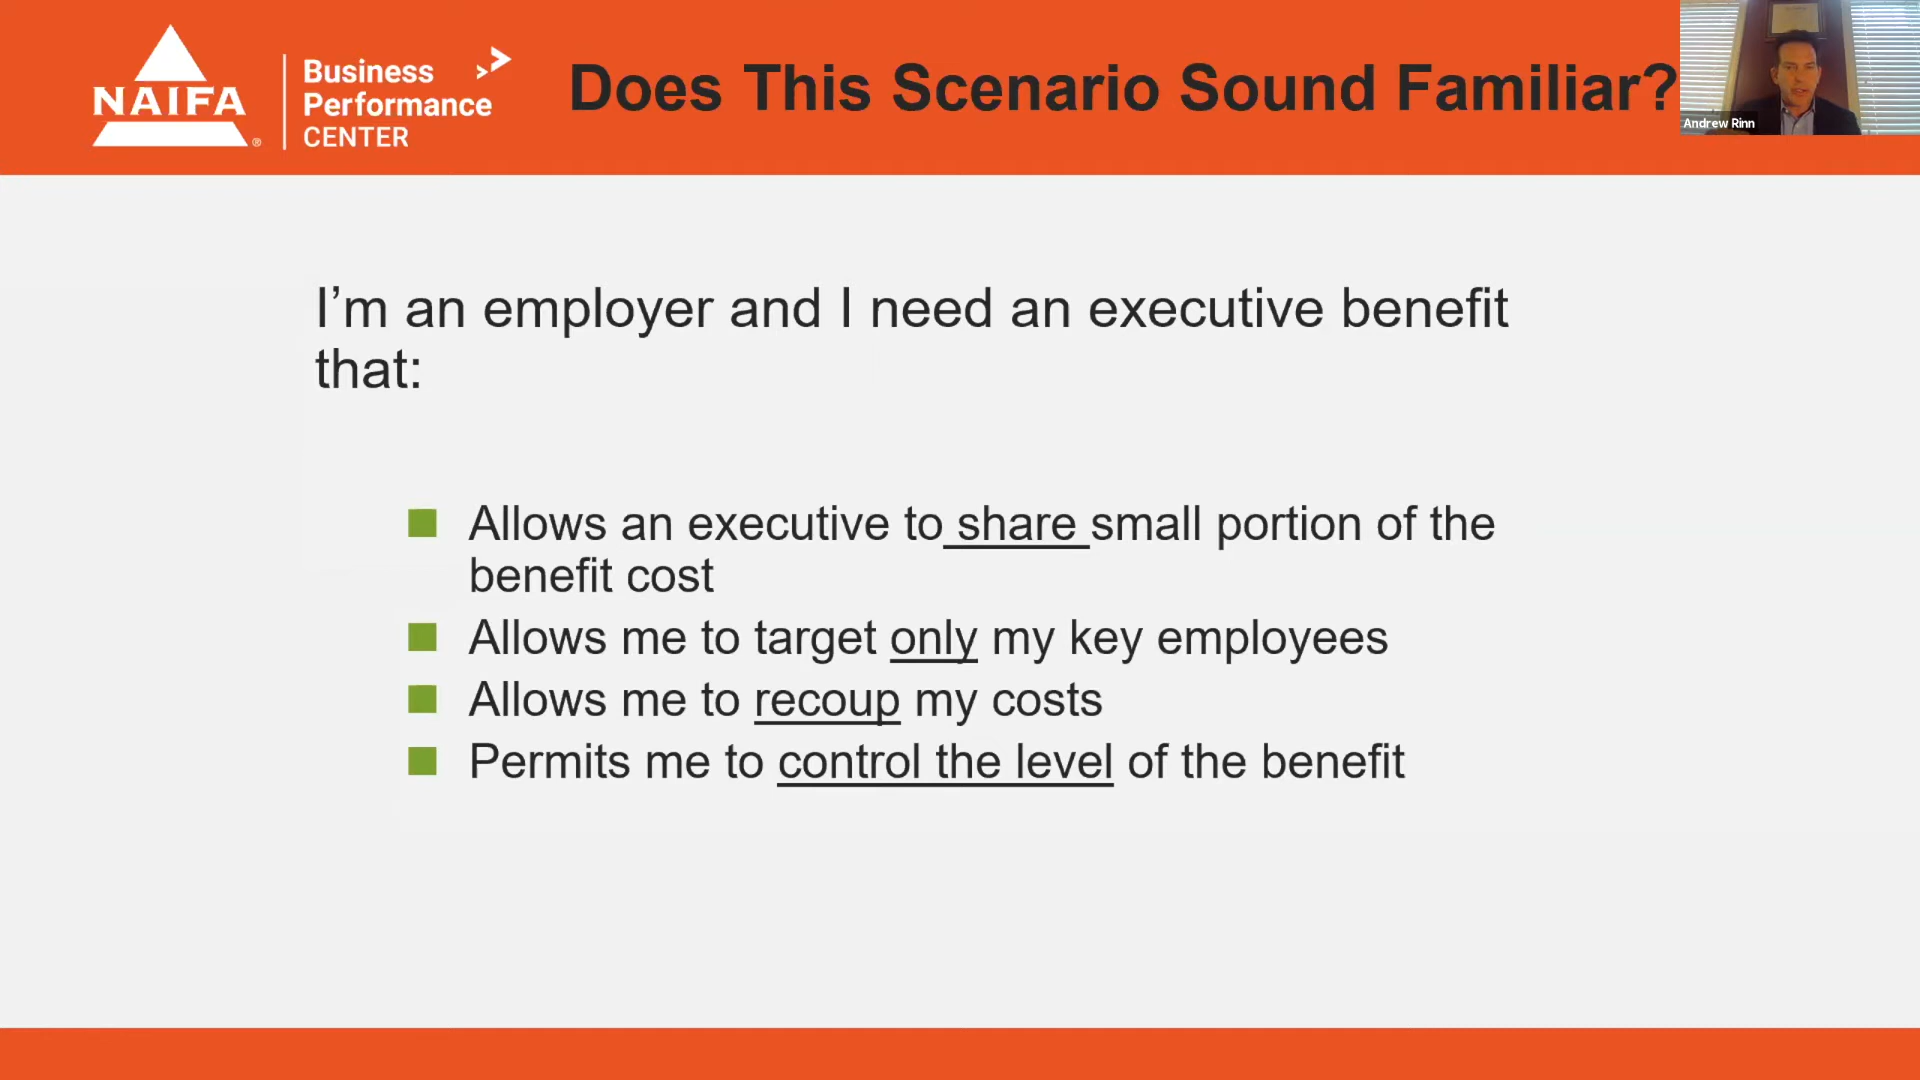 NAIFA
®
Business
Performance
CENTER
Does This Scenario Sound Familiar?
Andrew Rinn
I’m an employer and I need an executive benefit
that:
Allows an executive to share small portion of the
benefit cost
Allows me to target only my key employees
Allows me to recoup my costs
Permits me to control the level of the benefit